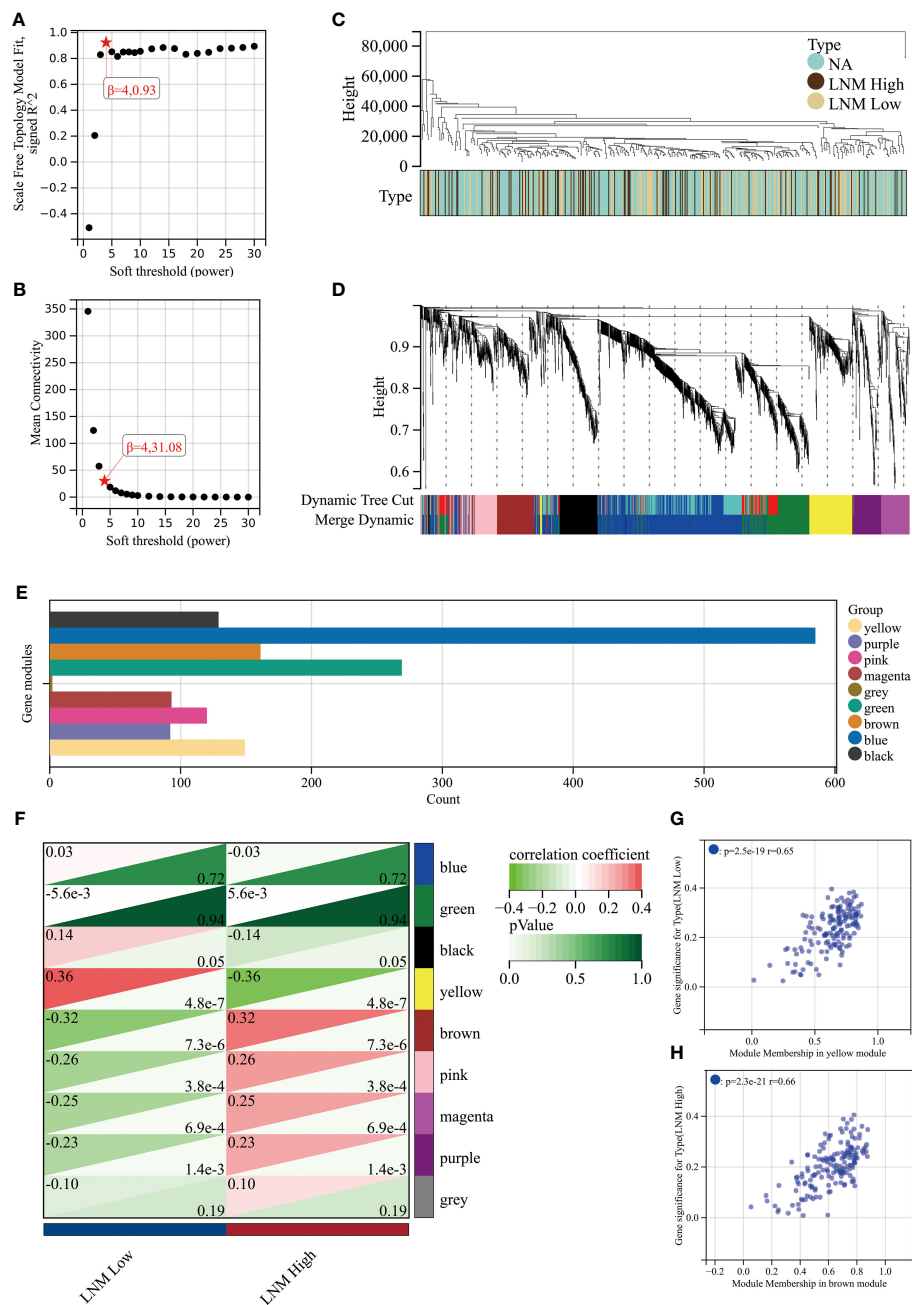 A
Scale Free Topology Model Fit,
signed R^2
1.0
0.8
0.6
0.4
0.2
0.0
−0.2
−0.4
β=4,0.93
0 5 10 15 20 25 30
Soft threshold (power)
B
Mean Connectivity
350
300
250
200
150
100
50
0
β=4,31.08
0 5 10 15 20 25 30
Soft threshold (power)
C
Height
80,000
60,000
40,000
20,000
0
Type
NA
LNM High
LNM Low
Type
D
Height
0.9
0.8
0.7
0.6
Dynamic Tree Cut
Merge Dynamic
E
Gene modules
0 100 200 300 400 500 600
Count
Group
yellow
purple
pink
magenta
grey
green
brown
blue
black
F
0.03 0.72 -0.03 0.72 blue
-5.6e-3 0.94 5.6e-3 0.94 green
0.14 0.05 -0.14 0.05 black
0.36 4.8e-7 -0.36 4.8e-7 yellow
-0.32 7.3e-6 0.32 7.3e-6 brown
-0.26 3.8e-4 0.26 3.8e-4 pink
-0.25 6.9e-4 0.25 6.9e-4 magenta
-0.23 1.4e-3 0.23 1.4e-3 purple
-0.10 0.19 0.10 0.19 grey
LNM Low
LNM High
correlation coefficient
−0.4 −0.2 0.0 0.2 0.4
pValue
0.0 0.5 1.0
G
: p=2.5e-19 r=0.65
Gene significance for Type(LNM Low)
0.4
0.2
0.0
0.0 0.5 1.0
Module Membership in yellow module
H
: p=2.3e-21 r=0.66
Gene significance for Type(LNM High)
0.4
0.2
0.0
−0.2 0.0 0.2 0.4 0.6 0.8 1.0
Module Membership in brown module